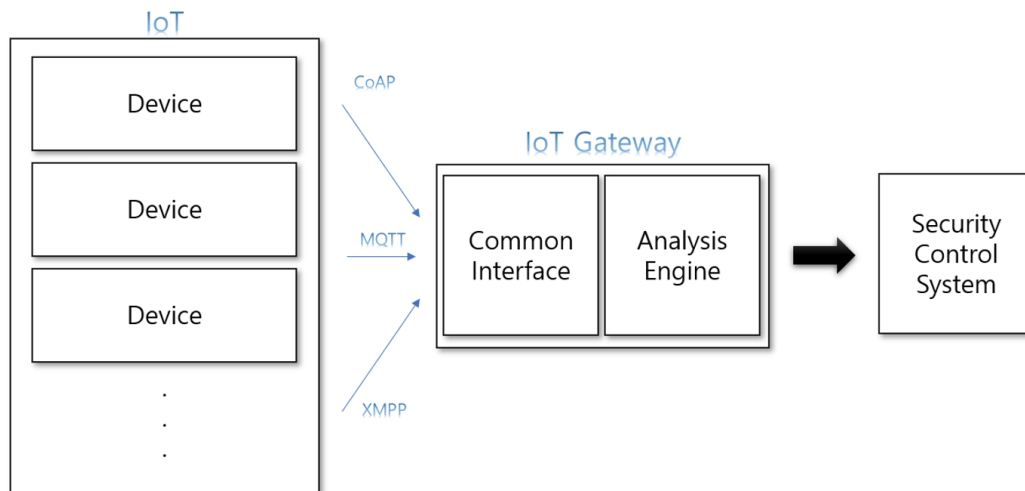 IoT
Device
Device
Device
.
.
.
CoAP
MQTT
XMPP
IoT Gateway
Common
Interface
Analysis
Engine
Security
Control
System